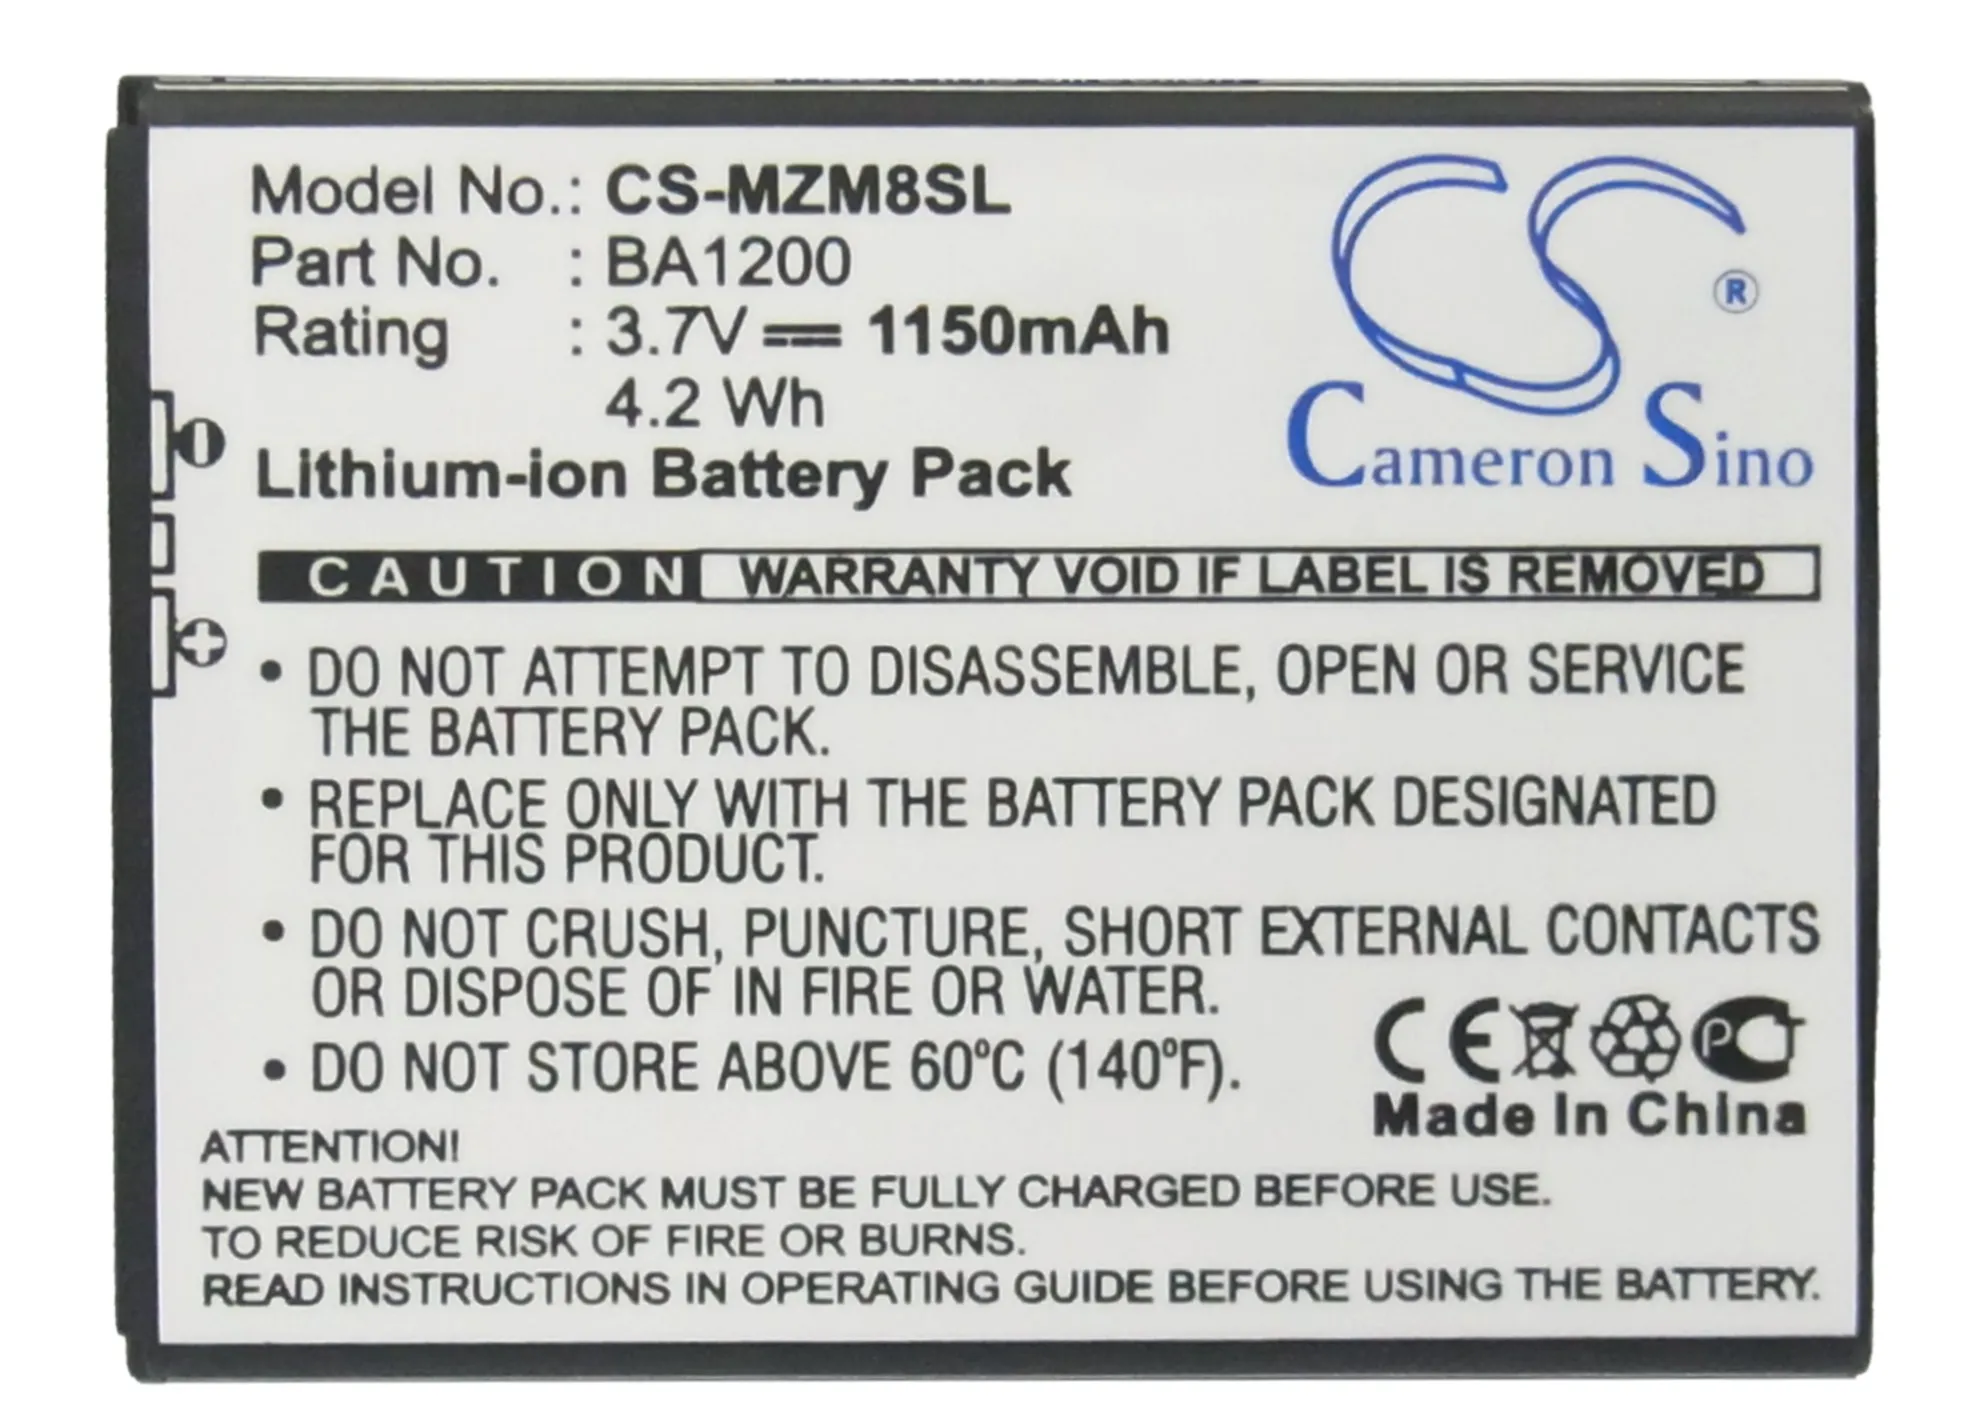 Model No.: CS-MZM8SL
Part No. : BA1200
Rating : 3.7V 1150mAh
4.2 Wh
Lithium-ion Battery Pack
CS ®
Cameron Sino
CAUTION WARRANTY VOID IF LABEL IS REMOVED
• DO NOT ATTEMPT TO DISASSEMBLE, OPEN OR SERVICE
THE BATTERY PACK.
• REPLACE ONLY WITH THE BATTERY PACK DESIGNATED
FOR THIS PRODUCT.
• DO NOT CRUSH, PUNCTURE, SHORT EXTERNAL CONTACTS
OR DISPOSE OF IN FIRE OR WATER.
• DO NOT STORE ABOVE 60ºC (140ºF).
CE PC
Made In China
ATTENTION!
NEW BATTERY PACK MUST BE FULLY CHARGED BEFORE USE.
TO REDUCE RISK OF FIRE OR BURNS.
READ INSTRUCTIONS IN OPERATING GUIDE BEFORE USING THE BATTERY.